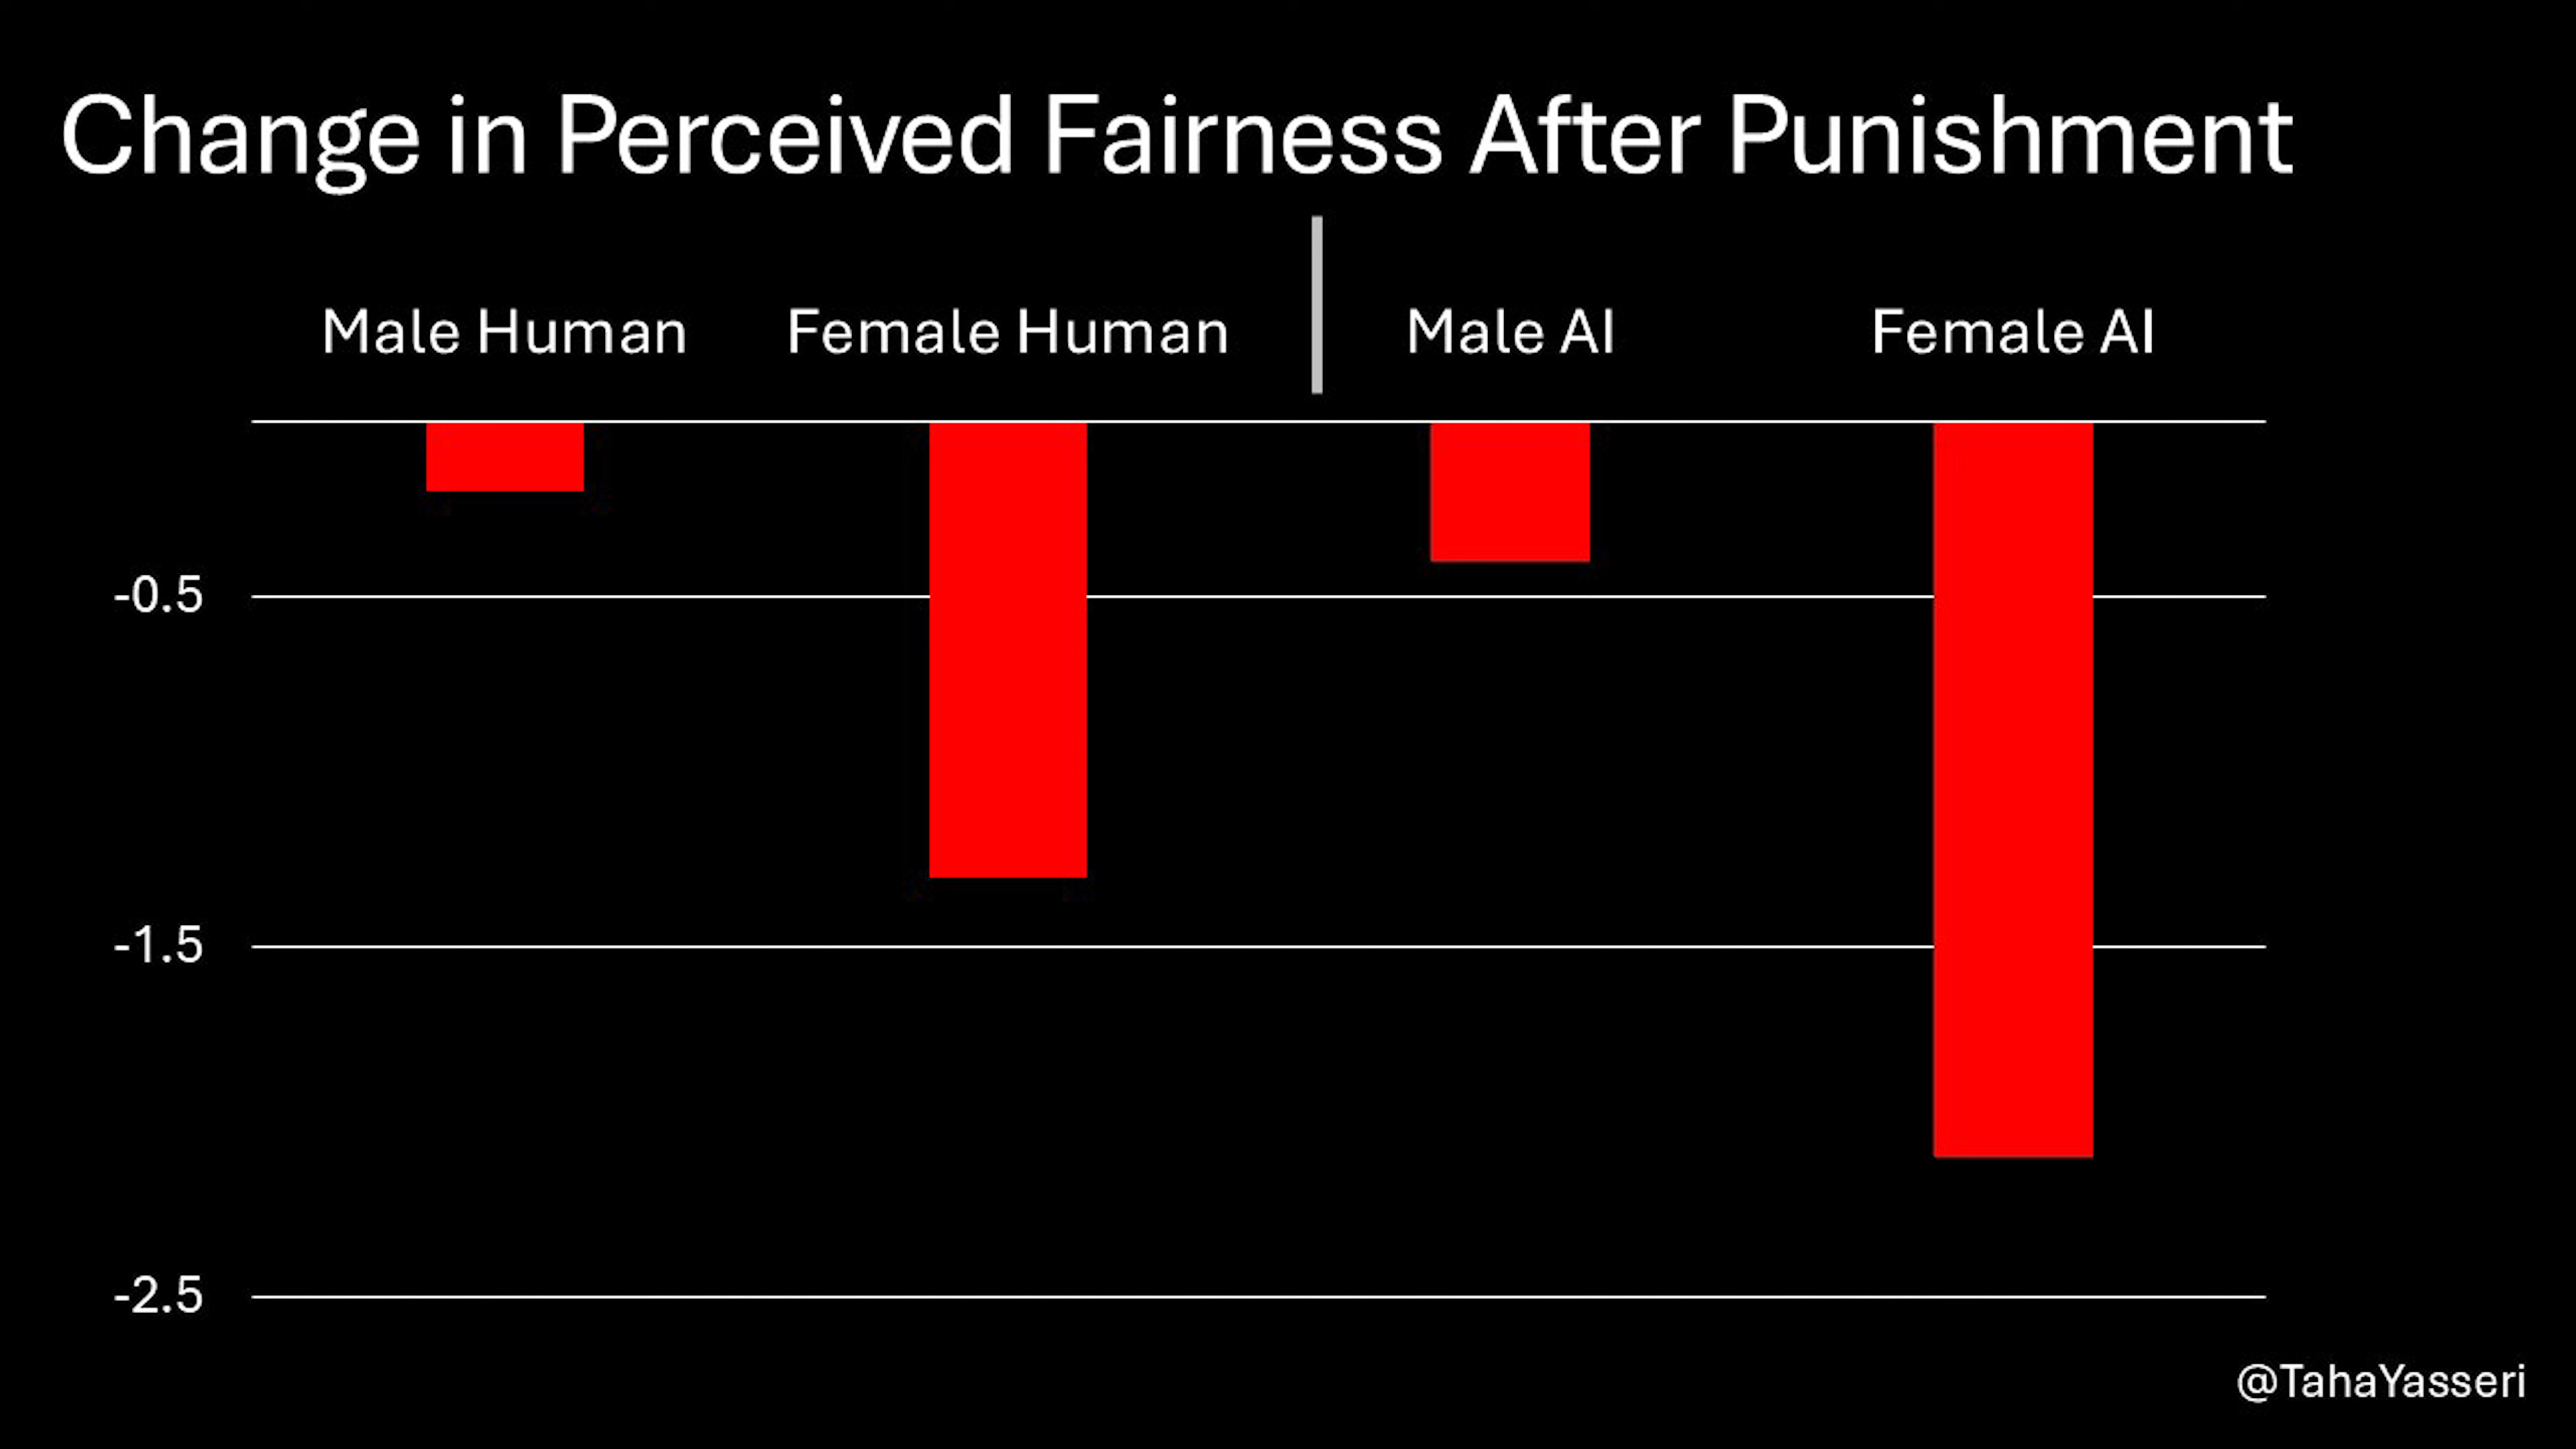 Change in Perceived Fairness After Punishment
Male Human Female Human Male AI Female AI
-0.5
-1.5
-2.5
@TahaYasseri